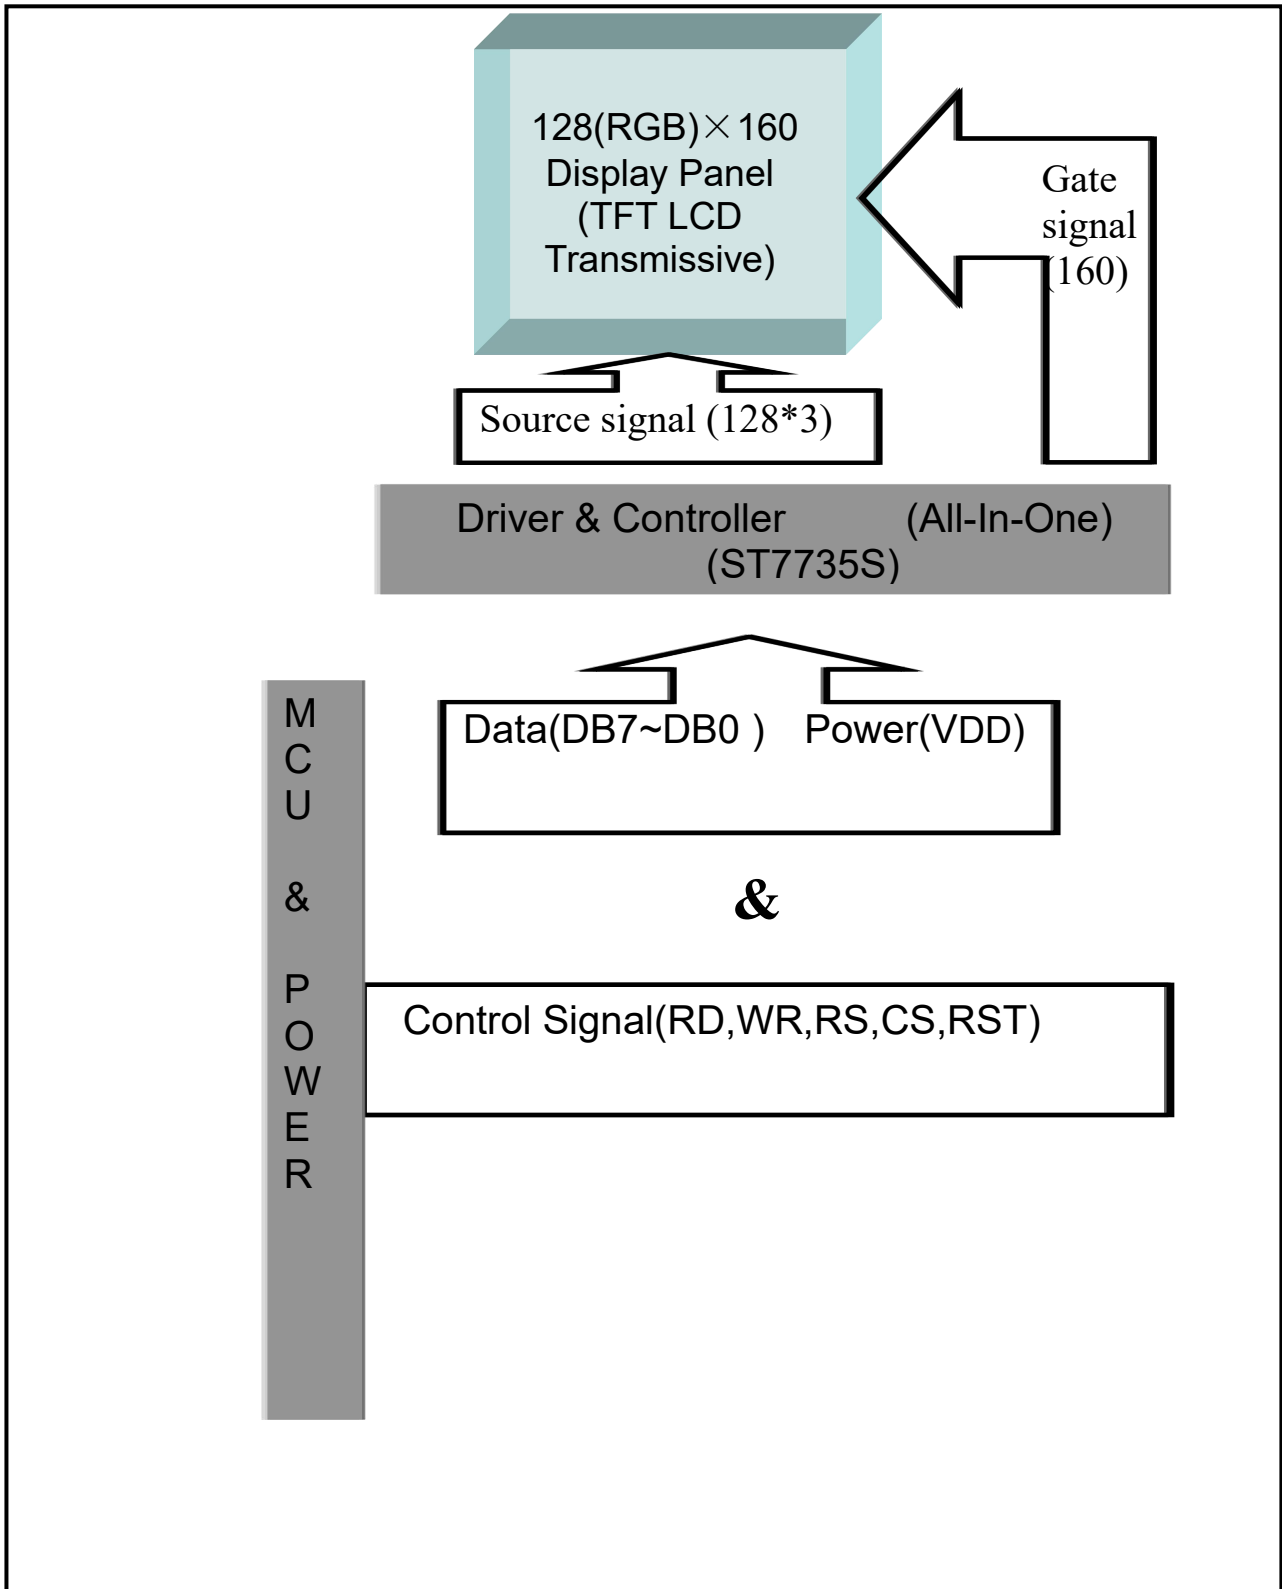 128(RGB)×160
Display Panel
(TFT LCD
Transmissive)
Gate
signal
(160)
Source signal (128*3)
Driver & Controller (All-In-One)
(ST7735S)
Data(DB7~DB0 ) Power(VDD)
&
Control Signal(RD,WR,RS,CS,RST)
M
C
U
&
P
O
W
E
R